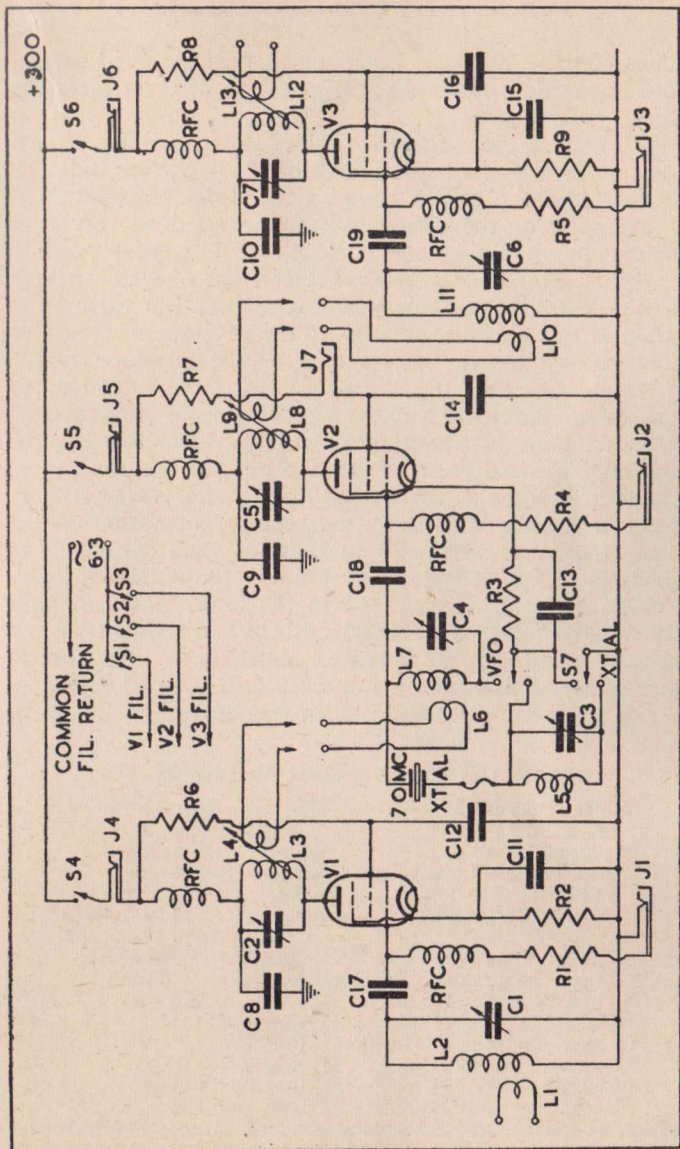 +300
S4
J4
R6
RFC
L4
L3
C2
C8
V1
C17
RFC
C12
C11
R2
R1
J1
C1
L2
L1
COMMON
FIL. RETURN
6·3
S1
S2
S3
V1 FIL.
V2 FIL.
V3 FIL.
7·0 MC
XTAL
L6
L7
C4
VFO
S7
XTAL
C3
L5
R3
C13
S5
J5
R7
RFC
L9
L8
J7
C5
C9
V2
C18
RFC
R4
J2
C14
L10
L11
S6
J6
R8
RFC
L13
L12
C7
C10
V3
C19
RFC
C6
R5
R9
C15
C16
J3